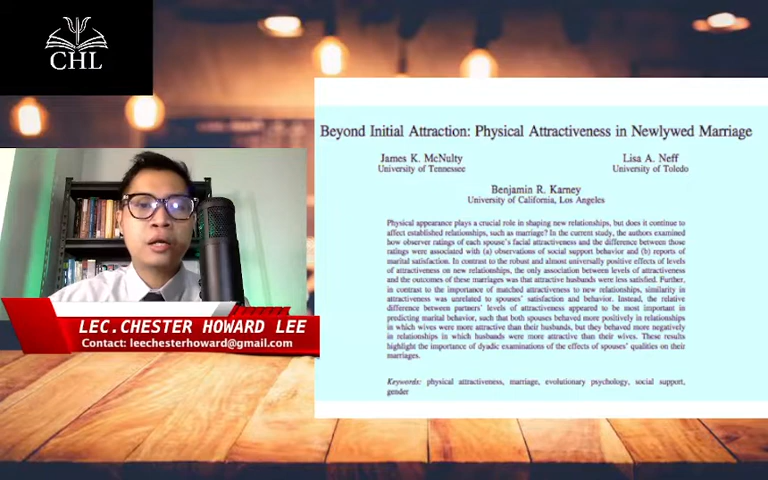 CHL
LEC.CHESTER HOWARD LEE
Contact: leechesterhoward@gmail.com
Beyond Initial Attraction: Physical Attractiveness in Newlywed Marriage
James K. McNulty
University of Tennessee
Lisa A. Neff
University of Toledo
Benjamin R. Karney
University of California, Los Angeles
Physical appearance plays a crucial role in shaping new relationships, but does it continue to
affect established relationships, such as marriage? In the current study, the authors examined
how observer ratings of each spouse's facial attractiveness and the difference between those
ratings were associated with (a) observations of social support behavior and (b) reports of
marital satisfaction. In contrast to the robust and almost universally positive effects of levels
of attractiveness on new relationships, the only association between levels of attractiveness
and the outcomes of these marriages was that attractive husbands were less satisfied. Further,
in contrast to the importance of matched attractiveness to new relationships, similarity in
attractiveness was unrelated to spouses' satisfaction and behavior. Instead, the relative
difference between partners' levels of attractiveness appeared to be most important in
predicting marital behavior, such that both spouses behaved more positively in relationships
in which wives were more attractive than their husbands, but they behaved more negatively
in relationships in which husbands were more attractive than their wives. These results
highlight the importance of dyadic examinations of the effects of spouses' qualities on their
marriages.
Keywords: physical attractiveness, marriage, evolutionary psychology, social support,
gender